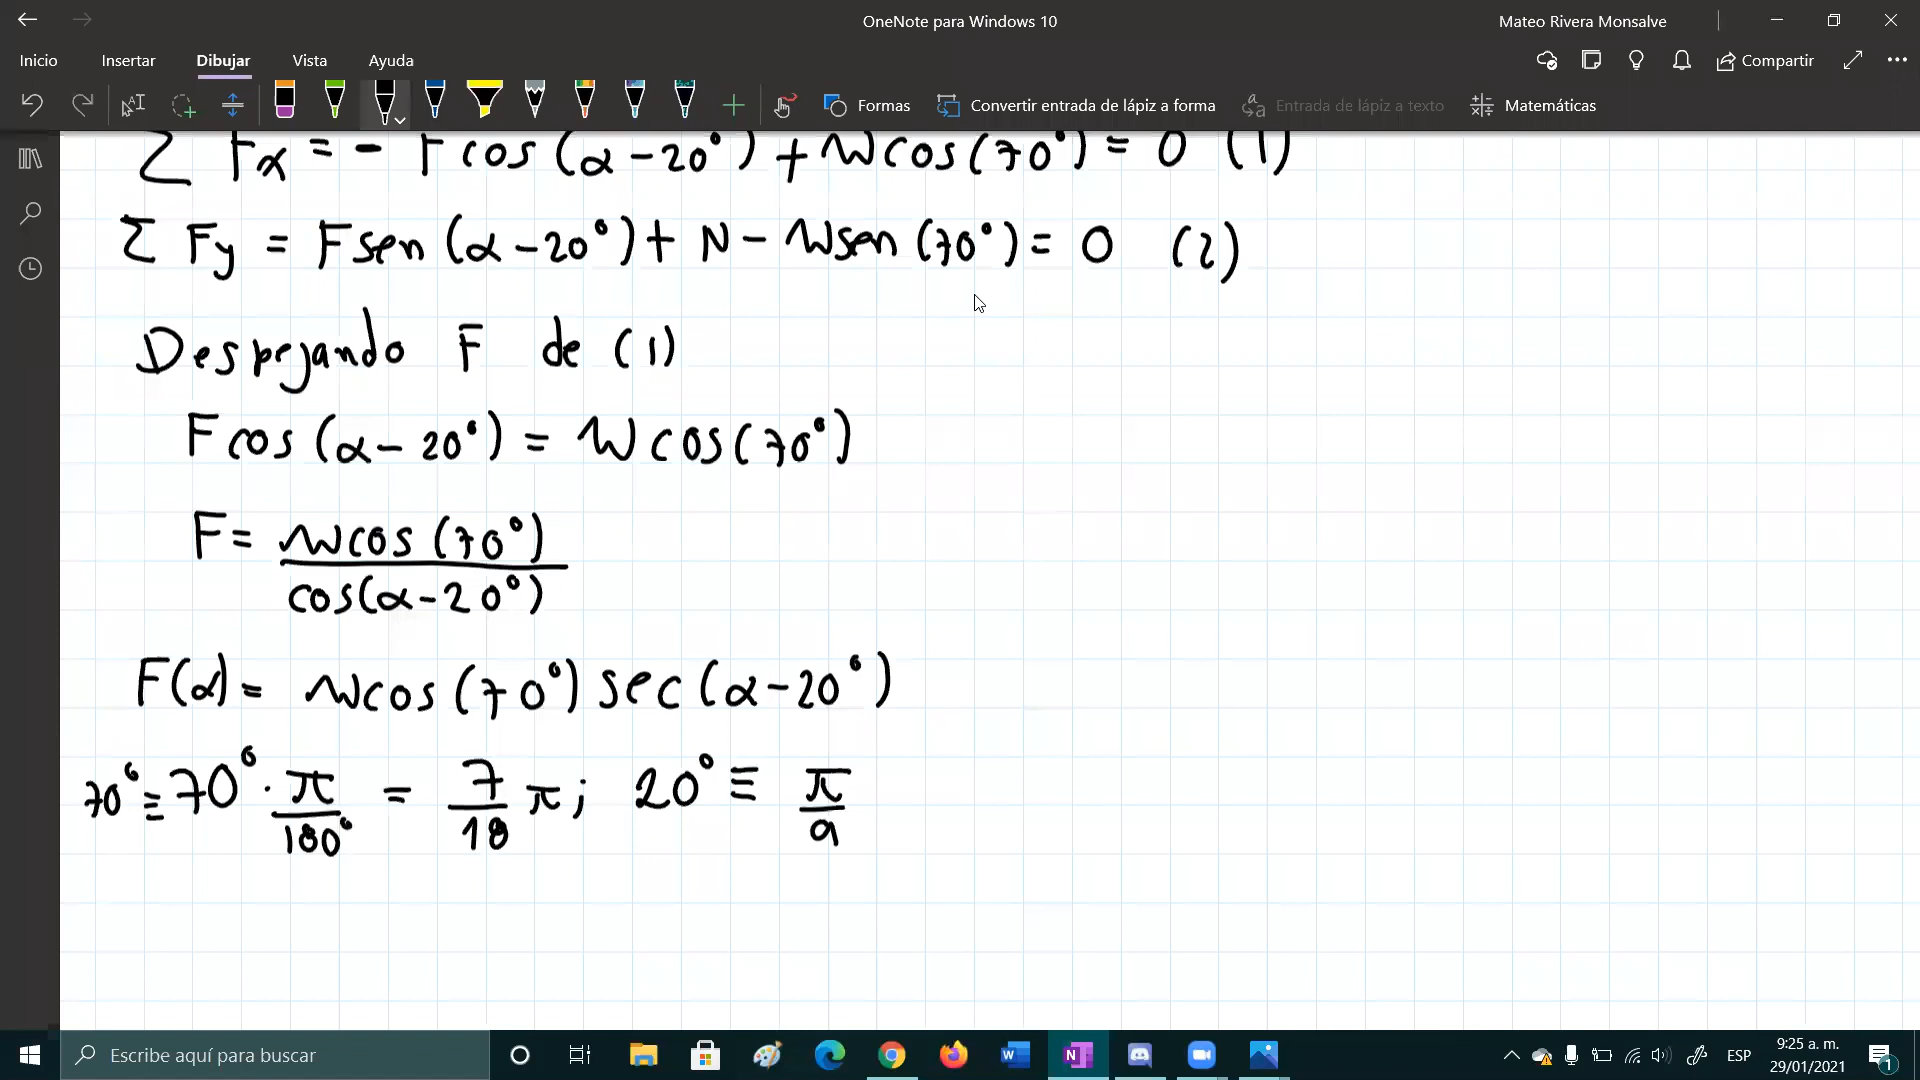 OneNote para Windows 10
Mateo Rivera Monsalve
Inicio Insertar Dibujar Vista Ayuda
Compartir
Formas Convertir entrada de lápiz a forma Entrada de lápiz a texto Matemáticas
Σ Fx = - F cos (α - 20°) + W cos (70°) = 0 (1)
Σ Fy = F sen (α - 20°) + N - W sen (70°) = 0 (2)
Despejando F de (1)
F cos (α - 20°) = W cos (70°)
F = W cos (70°) / cos(α - 20°)
F(α) = W cos (70°) sec (α - 20°)
70° ≡ 70° · π/180° = 7/18 π; 20° ≡ π/9
Escribe aquí para buscar
ESP
9:25 a. m.
29/01/2021
1